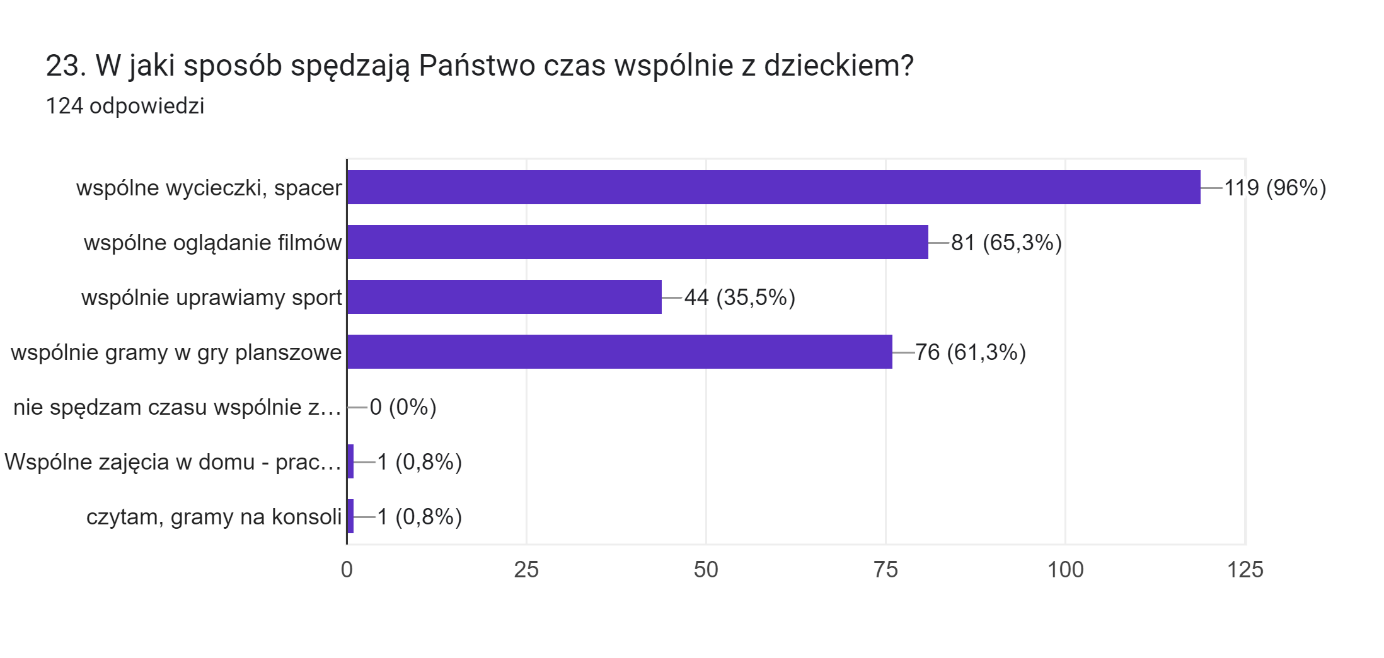 23. W jaki sposób spędzają Państwo czas wspólnie z dzieckiem?
124 odpowiedzi
wspólne wycieczki, spacer 119 (96%)
wspólne oglądanie filmów 81 (65,3%)
wspólnie uprawiamy sport 44 (35,5%)
wspólnie gramy w gry planszowe 76 (61,3%)
nie spędzam czasu wspólnie z… 0 (0%)
Wspólne zajęcia w domu - prac… 1 (0,8%)
czytam, gramy na konsoli 1 (0,8%)
0 25 50 75 100 125